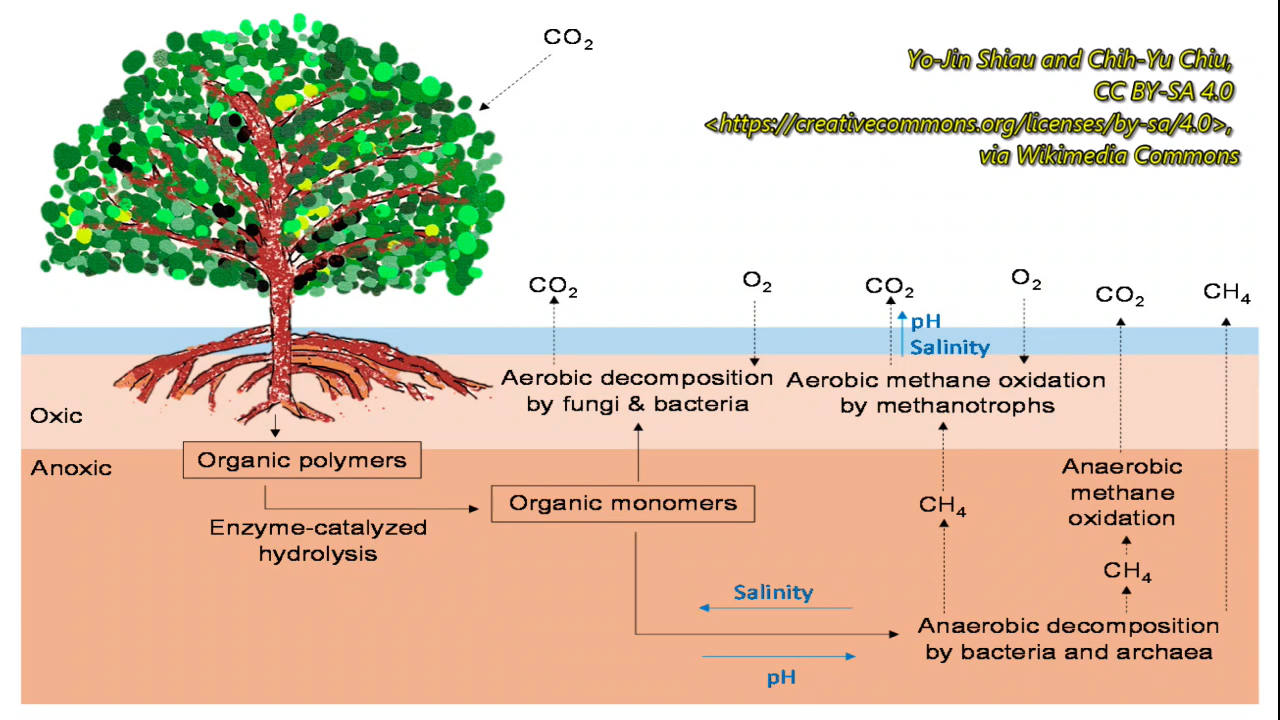 CO₂
Yo-Jin Shiau and Chih-Yu Chiu,
CC BY-SA 4.0
<https://creativecommons.org/licenses/by-sa/4.0>,
via Wikimedia Commons
CO₂
O₂
CO₂
O₂
CO₂
CH₄
pH
Salinity
Aerobic decomposition
by fungi & bacteria
Aerobic methane oxidation
by methanotrophs
Oxic
Anoxic
Organic polymers
Enzyme-catalyzed
hydrolysis
Organic monomers
CH₄
Anaerobic
methane
oxidation
CH₄
Salinity
pH
Anaerobic decomposition
by bacteria and archaea